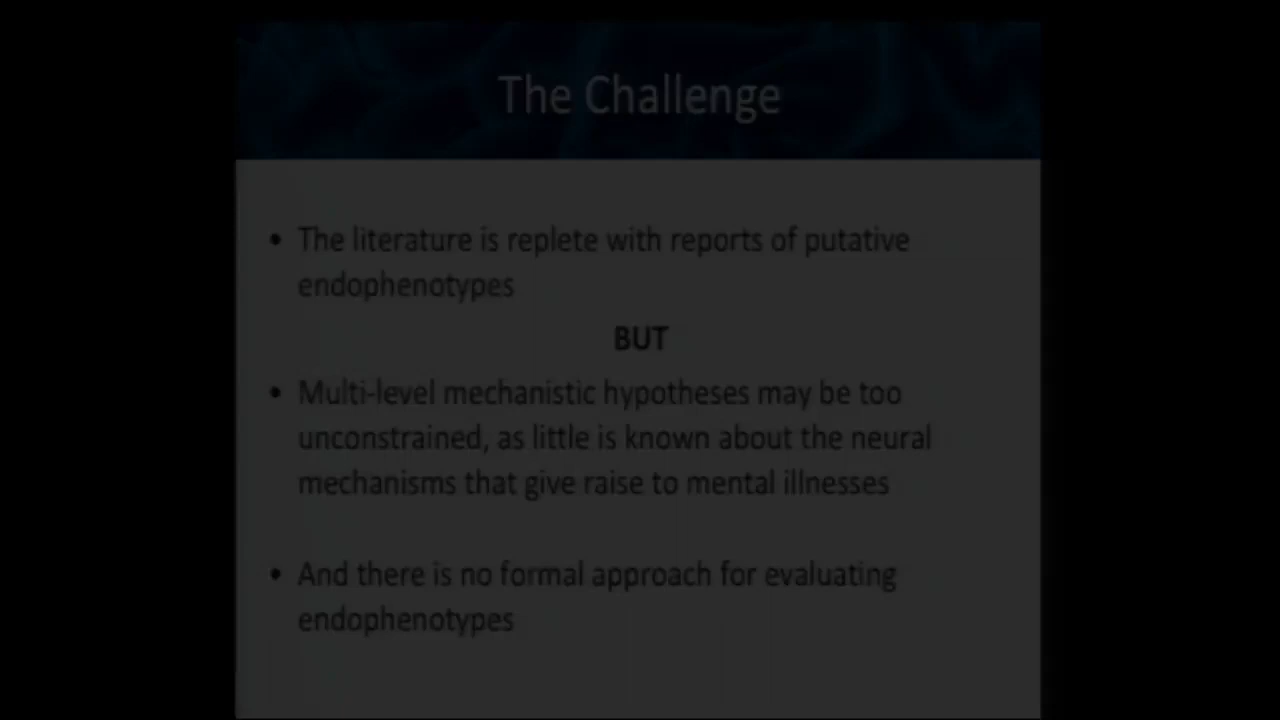 The Challenge
• The literature is replete with reports of putative
endophenotypes
BUT
• Multi-level mechanistic hypotheses may be too
unconstrained, as little is known about the neural
mechanisms that give raise to mental illnesses
• And there is no formal approach for evaluating
endophenotypes